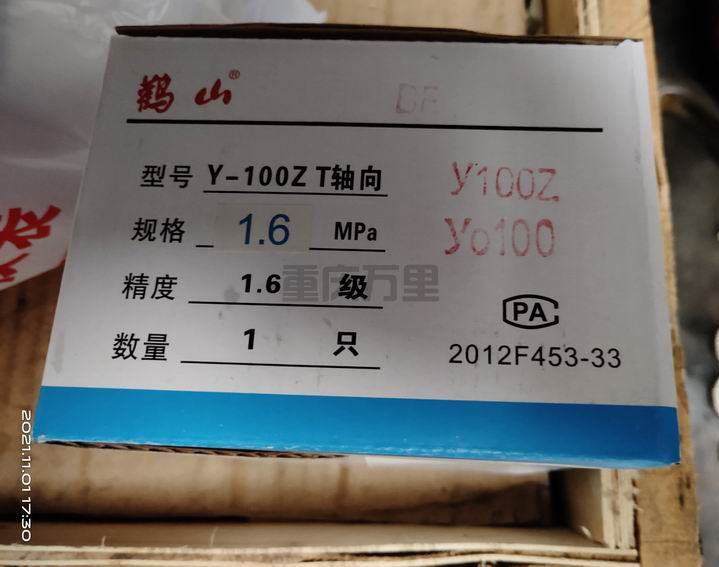 鹤山®
DF
型号 Y-100Z T轴向 y100Z
规格 1.6 MPa yo100
精度 1.6 级
重庆万里
PA
数量 1 只
2012F453-33
2021.11.01 17:30